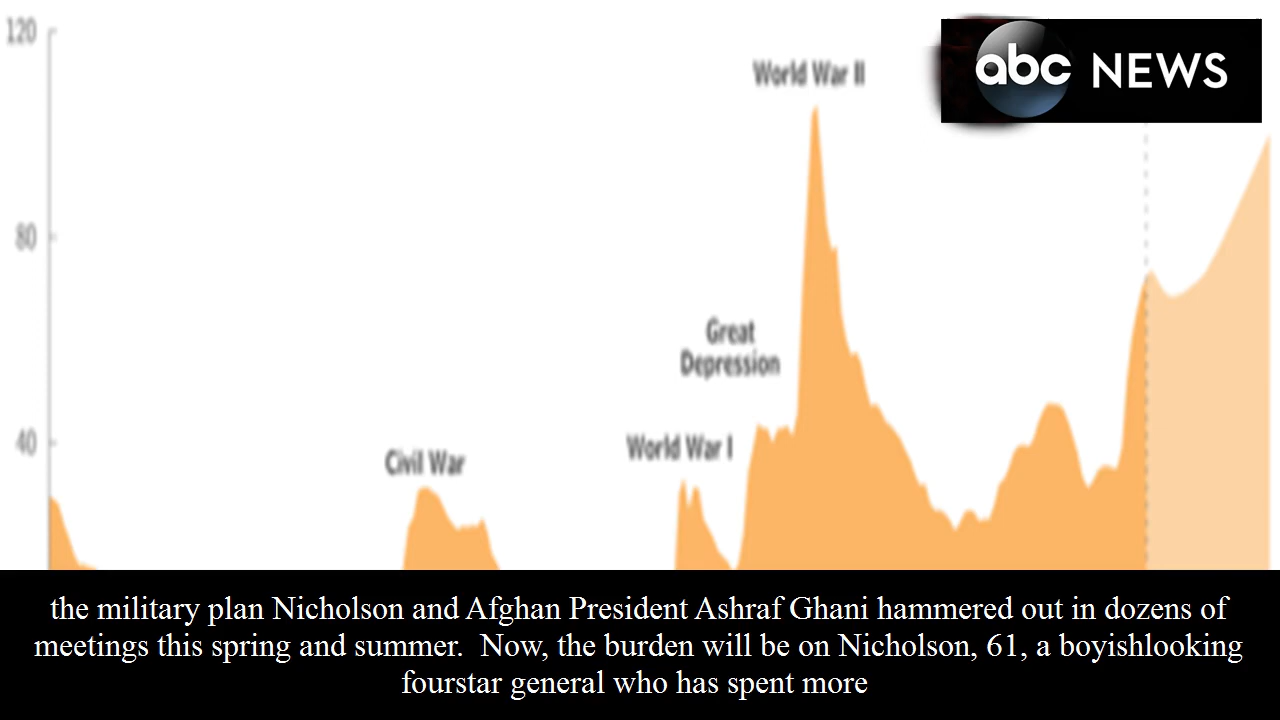 120
abc NEWS
World War II
80
Great
Depression
World War I
40
Civil War
the military plan Nicholson and Afghan President Ashraf Ghani hammered out in dozens of
meetings this spring and summer.  Now, the burden will be on Nicholson, 61, a boyishlooking
fourstar general who has spent more